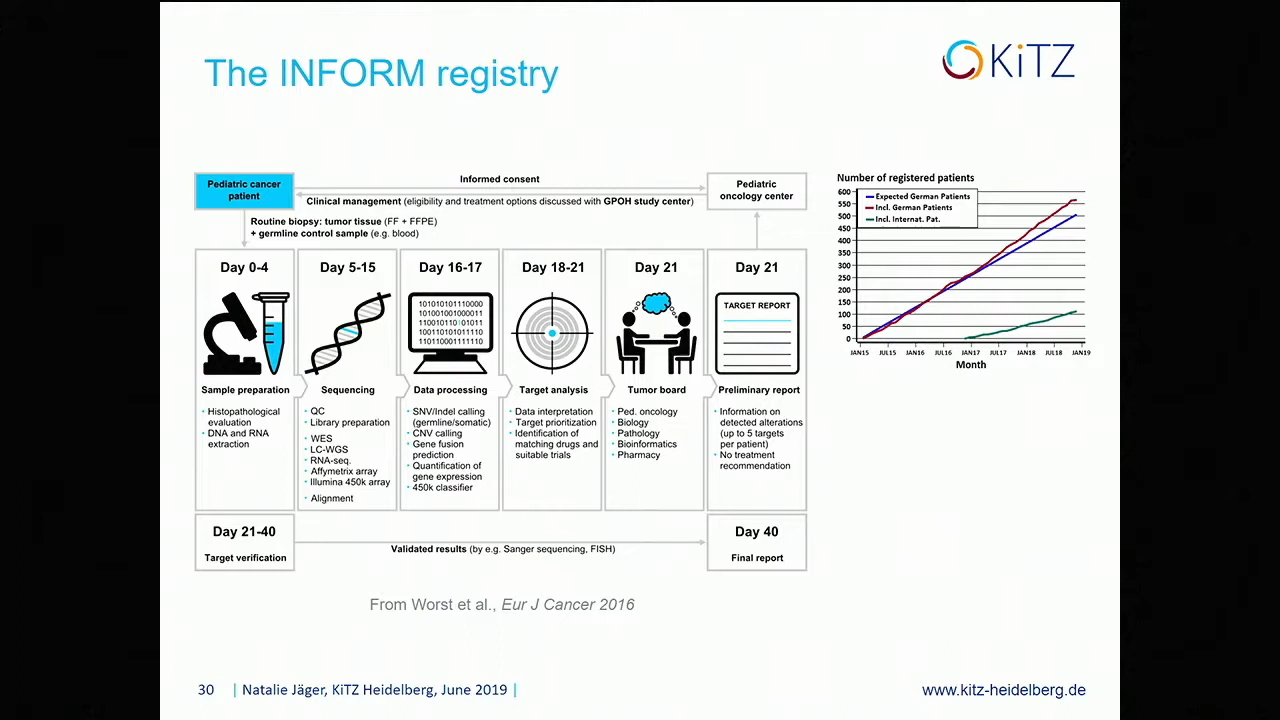 The INFORM registry
KiTZ
Pediatric cancer
patient
Informed consent
Clinical management (eligibility and treatment options discussed with GPOH study center)
Pediatric
oncology center
Routine biopsy: tumor tissue (FF + FFPE)
+ germline control sample (e.g. blood)
Day 0-4
Day 5-15
Day 16-17
Day 18-21
Day 21
Day 21
101010101110000
101001001000011
110010110101011
100110101011110
110110001111110
TARGET REPORT
Sample preparation
Sequencing
Data processing
Target analysis
Tumor board
Preliminary report
• Histopathological
evaluation
• DNA and RNA
extraction
• QC
• Library preparation
• WES
• LC-WGS
• RNA-seq.
• Affymetrix array
• Illumina 450k array
• Alignment
• SNV/Indel calling
(germline/somatic)
• CNV calling
• Gene fusion
prediction
• Quantification of
gene expression
• 450k classifier
• Data interpretation
• Target prioritization
• Identification of
matching drugs and
suitable trials
• Ped. oncology
• Biology
• Pathology
• Bioinformatics
• Pharmacy
• Information on
detected alterations
(up to 5 targets
per patient)
• No treatment
recommendation
Day 21-40
Target verification
Validated results (by e.g. Sanger sequencing, FISH)
Day 40
Final report
Number of registered patients
600
550
500
450
400
350
300
250
200
150
100
50
0
Expected German Patients
Incl. German Patients
Incl. Internat. Pat.
JAN15 JUL15 JAN16 JUL16 JAN17 JUL17 JAN18 JUL18 JAN19
Month
From Worst et al., Eur J Cancer 2016
30 | Natalie Jäger, KiTZ Heidelberg, June 2019 |
www.kitz-heidelberg.de